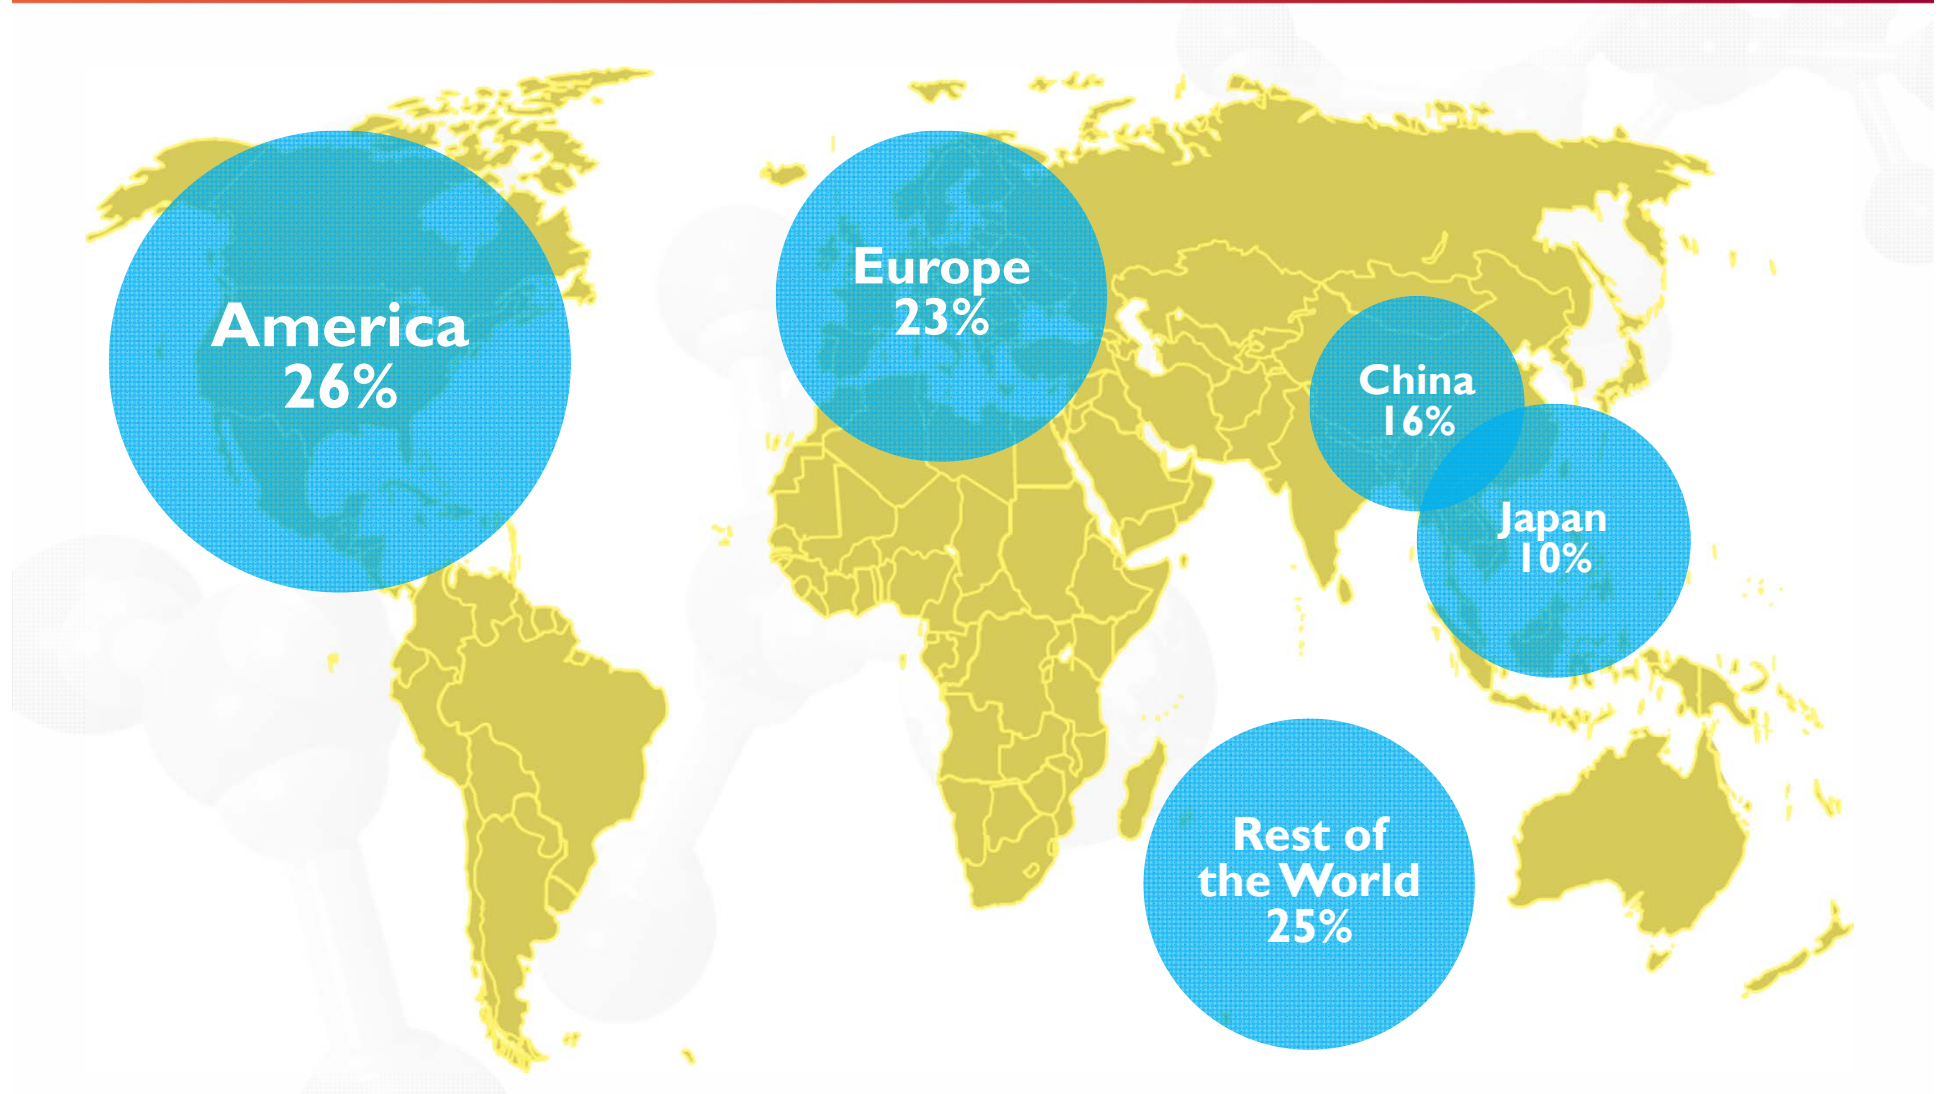 America
26%
Europe
23%
China
16%
Japan
10%
Rest of
the World
25%